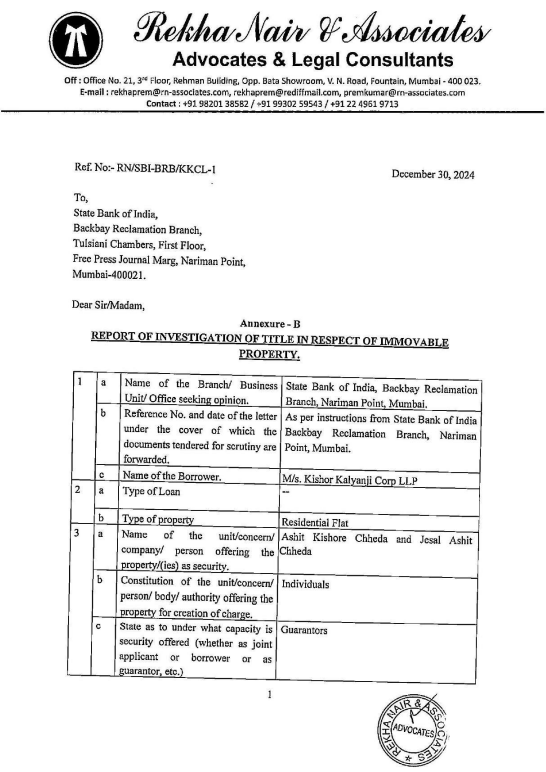 Rekha Nair & Associates
Advocates & Legal Consultants
Off : Office No. 21, 3rd Floor, Rehman Building, Opp. Bata Showroom, V. N. Road, Fountain, Mumbai - 400 023.
E-mail : rekhaprem@rn-associates.com, rekhaprem@rediffmail.com, premkumar@rn-associates.com
Contact : +91 98201 38582 / +91 99302 59543 / +91 22 4961 9713
Ref. No:- RN/SBI-BRB/KKCL-1
December 30, 2024
To,
State Bank of India,
Backbay Reclamation Branch,
Tulsiani Chambers, First Floor,
Free Press Journal Marg, Nariman Point,
Mumbai-400021.
Dear Sir/Madam,
Annexure - B
REPORT OF INVESTIGATION OF TITLE IN RESPECT OF IMMOVABLE
PROPERTY.
1 a Name of the Branch/ Business State Bank of India, Backbay Reclamation
Unit/ Office seeking opinion. Branch, Nariman Point, Mumbai.
b Reference No. and date of the letter As per instructions from State Bank of India
under the cover of which the Backbay Reclamation Branch, Nariman
documents tendered for scrutiny are Point, Mumbai.
forwarded.
c Name of the Borrower. M/s. Kishor Kalyanji Corp LLP
2 a Type of Loan --
b Type of property Residential Flat
3 a Name of the unit/concern/ Ashit Kishore Chheda and Jesal Ashit
company/ person offering the Chheda
property/(ies) as security.
b Constitution of the unit/concern/ Individuals
person/ body/ authority offering the
property for creation of charge.
c State as to under what capacity is Guarantors
security offered (whether as joint
applicant or borrower or as
guarantor, etc.)
1
REKHA NAIR & ASSOCIATES
ADVOCATES